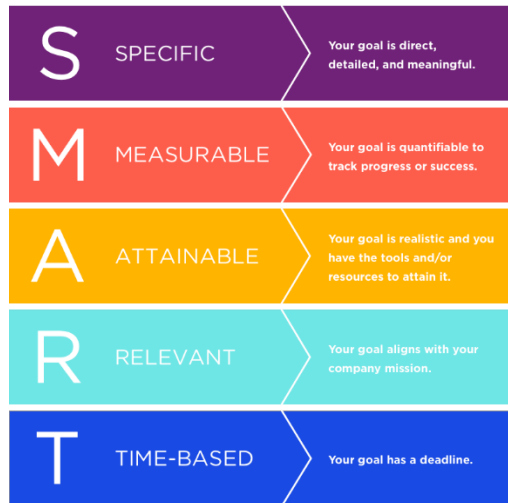 S SPECIFIC
Your goal is direct,
detailed, and meaningful.
M MEASURABLE
Your goal is quantifiable to
track progress or success.
A ATTAINABLE
Your goal is realistic and you
have the tools and/or
resources to attain it.
R RELEVANT
Your goal aligns with your
company mission.
T TIME-BASED
Your goal has a deadline.